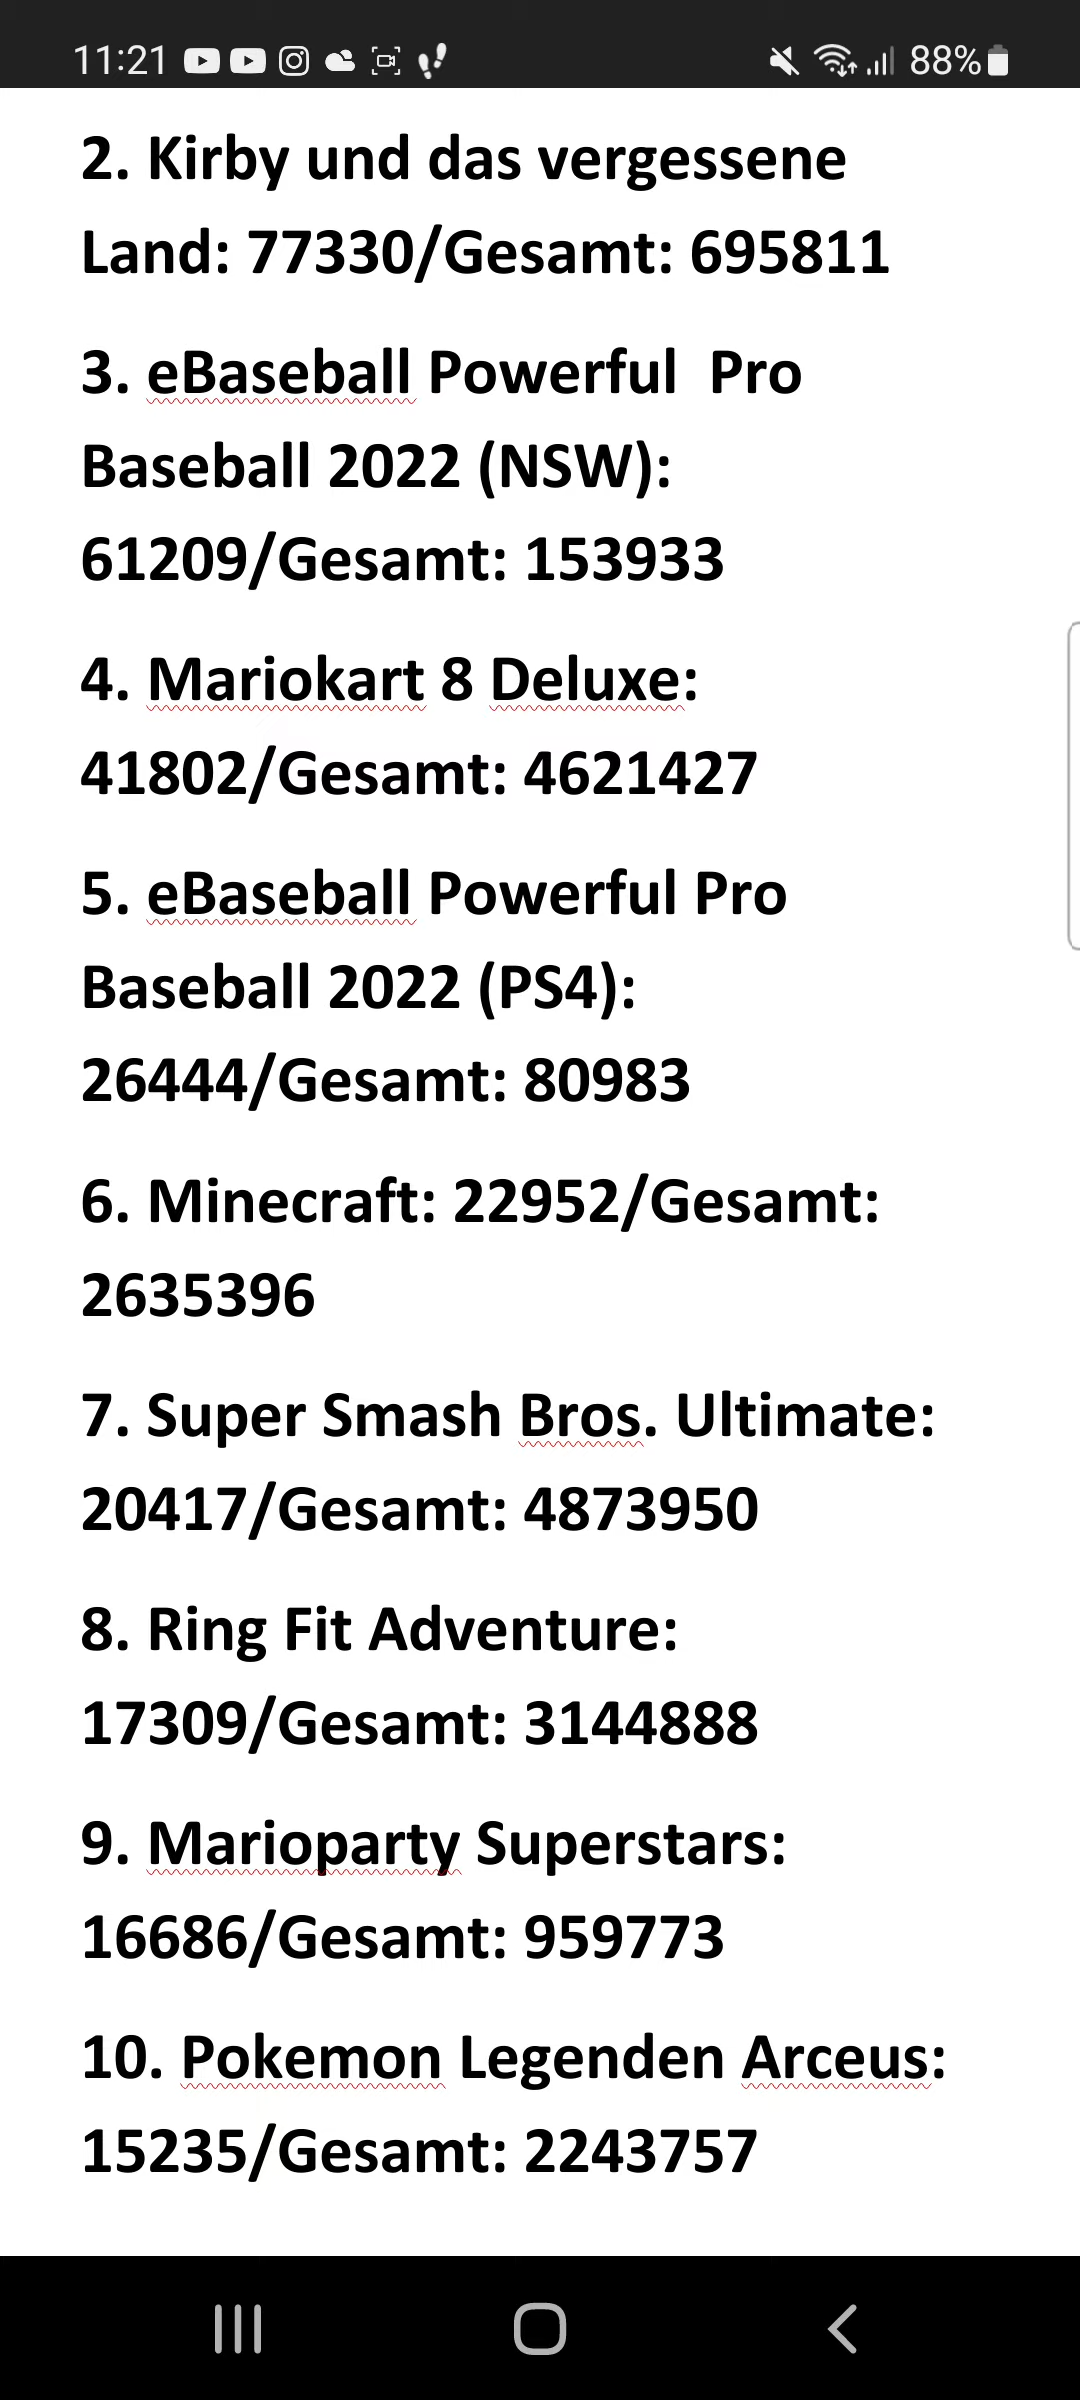 11:21 88%
2. Kirby und das vergessene
Land: 77330/Gesamt: 695811
3. eBaseball Powerful  Pro
Baseball 2022 (NSW):
61209/Gesamt: 153933
4. Mariokart 8 Deluxe:
41802/Gesamt: 4621427
5. eBaseball Powerful Pro
Baseball 2022 (PS4):
26444/Gesamt: 80983
6. Minecraft: 22952/Gesamt:
2635396
7. Super Smash Bros. Ultimate:
20417/Gesamt: 4873950
8. Ring Fit Adventure:
17309/Gesamt: 3144888
9. Marioparty Superstars:
16686/Gesamt: 959773
10. Pokemon Legenden Arceus:
15235/Gesamt: 2243757